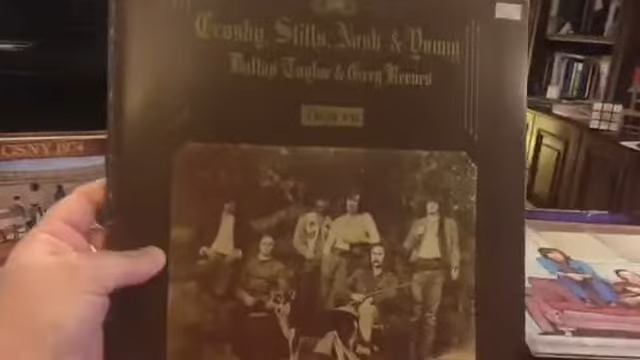 Crosby, Stills, Nash & Young
Dallas Taylor & Greg Reeves
CSNY 1974